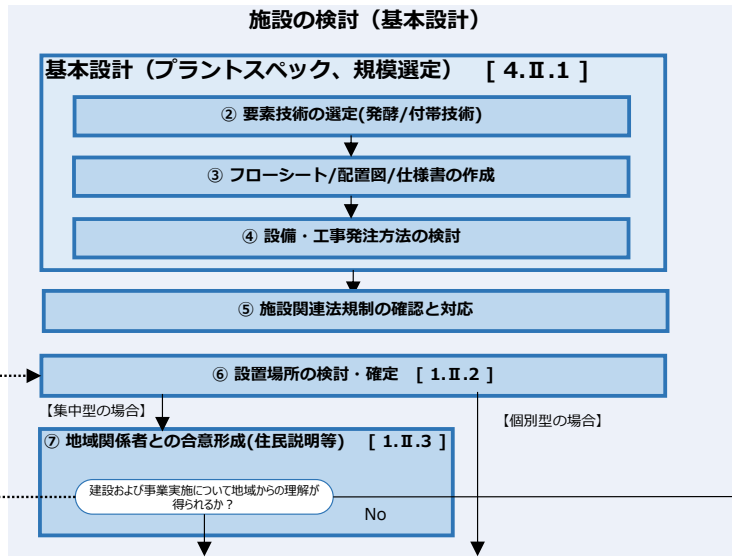 施設の検討（基本設計）
基本設計（プラントスペック、規模選定） [ 4.Ⅱ.1 ]
② 要素技術の選定(発酵/付帯技術)
③ フローシート/配置図/仕様書の作成
④ 設備・工事発注方法の検討
⑤ 施設関連法規制の確認と対応
⑥ 設置場所の検討・確定 [ 1.Ⅱ.2 ]
【集中型の場合】
【個別型の場合】
⑦ 地域関係者との合意形成(住民説明等) [ 1.Ⅱ.3 ]
建設および事業実施について地域からの理解が
得られるか？
No